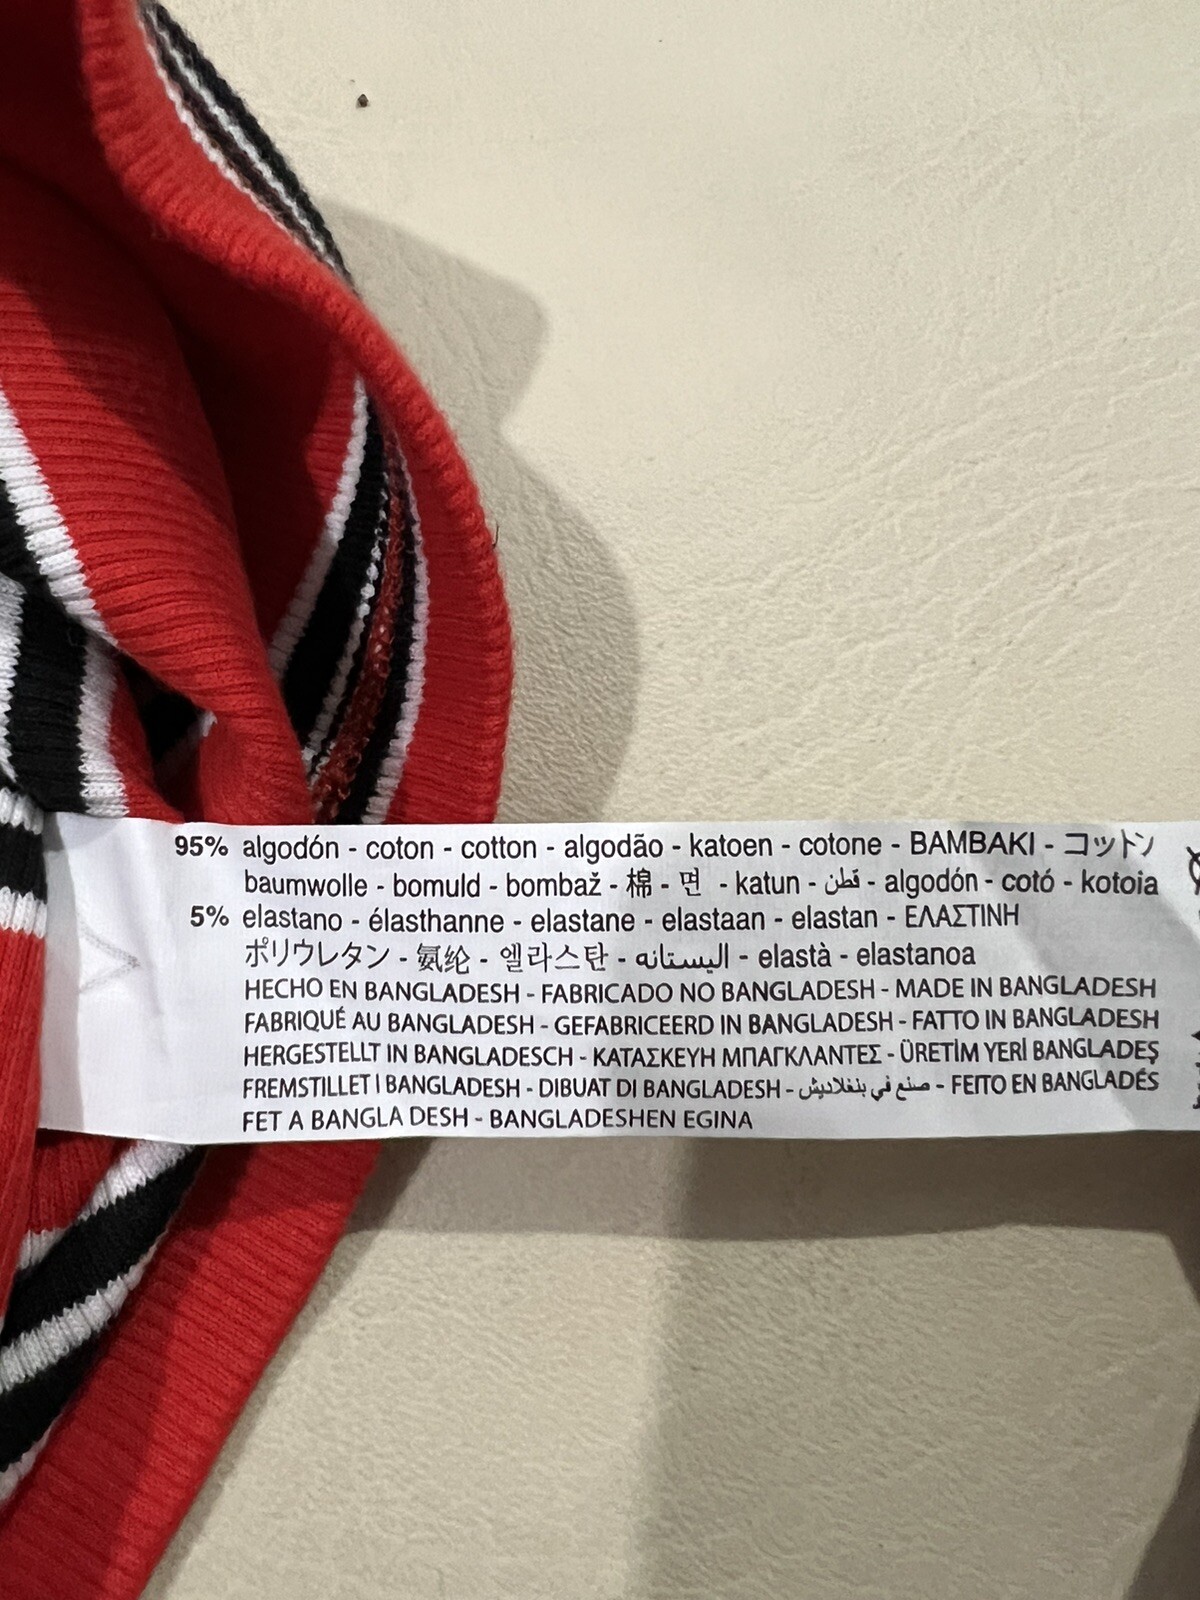 95% algodón - coton - cotton - algodão - katoen - cotone - BAMBAKI - コットン
baumwolle - bomuld - bombaž - 棉 - 면 - katun - قطن - algodón - cotó - kotoia
5% elastano - élasthanne - elastane - elastaan - elastan - ΕΛΑΣΤΙΝΗ
ポリウレタン - 氨纶 - 엘라스탄 - اليستانه - elastà - elastanoa
HECHO EN BANGLADESH - FABRICADO NO BANGLADESH - MADE IN BANGLADESH
FABRIQUÉ AU BANGLADESH - GEFABRICEERD IN BANGLADESH - FATTO IN BANGLADESH
HERGESTELLT IN BANGLADESCH - ΚΑΤΑΣΚΕΥΗ ΜΠΑΓΚΛΑΝΤΕΣ - ÜRETİM YERİ BANGLADEŞ
FREMSTILLET I BANGLADESH - DIBUAT DI BANGLADESH - صنع في بنغلاديش - FEITO EN BANGLADÉS
FET A BANGLA DESH - BANGLADESHEN EGINA